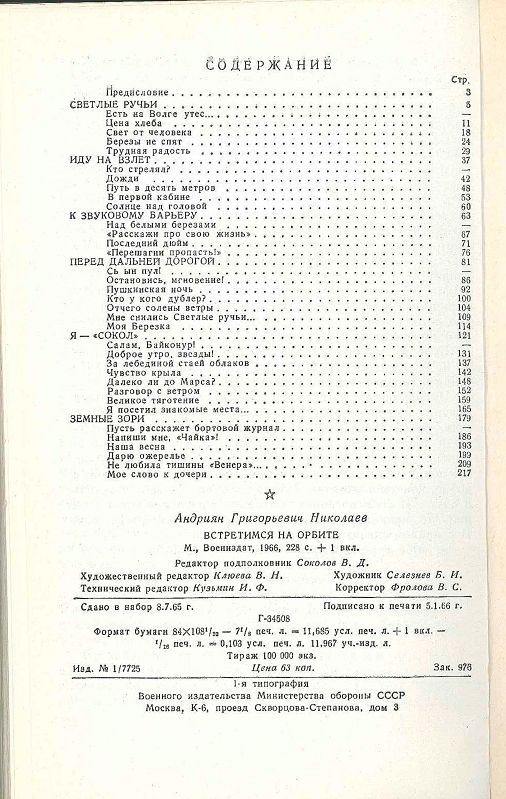 СОДЕРЖАНИЕ
Стр.
Предисловие . . . . . . . . . . 3
СВЕТЛЫЕ РУЧЬИ . . . . . . . . . . 5
Есть на Волге утес... . . . . . . . . . . —
Цена хлеба . . . . . . . . . . 11
Свет от человека . . . . . . . . . . 18
Березы не спят . . . . . . . . . . 24
Трудная радость . . . . . . . . . . 29
ИДУ НА ВЗЛЕТ . . . . . . . . . . 37
Кто стрелял? . . . . . . . . . . —
Дожди . . . . . . . . . . 42
Путь в десять метров . . . . . . . . . . 48
В первой кабине . . . . . . . . . . 53
Солнце над головой . . . . . . . . . . 60
К ЗВУКОВОМУ БАРЬЕРУ . . . . . . . . . . 63
Над белыми березами . . . . . . . . . . —
«Расскажи про свою жизнь» . . . . . . . . . . 67
Последний дюйм . . . . . . . . . . 71
«Перешагни пропасть!» . . . . . . . . . . 76
ПЕРЕД ДАЛЬНЕЙ ДОРОГОЙ . . . . . . . . . . 81
Сь ын пул! . . . . . . . . . . —
Остановись, мгновение! . . . . . . . . . . 86
Пушкинская ночь . . . . . . . . . . 92
Кто у кого дублер? . . . . . . . . . . 100
Отчего солены ветры . . . . . . . . . . 104
Мне снились Светлые ручьи... . . . . . . . . . . 109
Моя Березка . . . . . . . . . . 114
Я — «СОКОЛ» . . . . . . . . . . 121
Салам, Байконур! . . . . . . . . . . —
Доброе утро, звезды! . . . . . . . . . . 131
За лебединой стаей облаков . . . . . . . . . . 137
Чувство крыла . . . . . . . . . . 142
Далеко ли до Марса? . . . . . . . . . . 148
Разговор с ветром . . . . . . . . . . 152
Великое тяготение . . . . . . . . . . 159
Я посетил знакомые места... . . . . . . . . . . 165
ЗЕМНЫЕ ЗОРИ . . . . . . . . . . 179
Пусть расскажет бортовой журнал . . . . . . . . . . —
Напиши мне, «Чайка»! . . . . . . . . . . 186
Наша весна . . . . . . . . . . 193
Дарю ожерелье . . . . . . . . . . 199
Не любила тишины «Венера»... . . . . . . . . . . 209
Мое слово к дочери . . . . . . . . . . 217
Андриян Григорьевич Николаев
ВСТРЕТИМСЯ НА ОРБИТЕ
М., Воениздат, 1966, 228 с. + 1 вкл.
Редактор подполковник Соколов В. Д.
Художественный редактор Клюева В. Н. Художник Селезнев Б. И.
Технический редактор Кузьмин И. Ф. Корректор Фролова В. С.
Сдано в набор 8.7.65 г. Подписано к печати 5.1.66 г.
Г-34508
Формат бумаги 84×108¹/₃₂ — 7¹/₈ печ. л. = 11,685 усл. печ. л. + 1 вкл. —
¹/₁₆ печ. л. = 0,103 усл. печ. л. 11.967 уч.-изд. л.
Тираж 100 000 экз.
Изд. № 1/7725 Цена 63 коп. Зак. 976
1-я типография
Военного издательства Министерства обороны СССР
Москва, К-6, проезд Скворцова-Степанова, дом 3